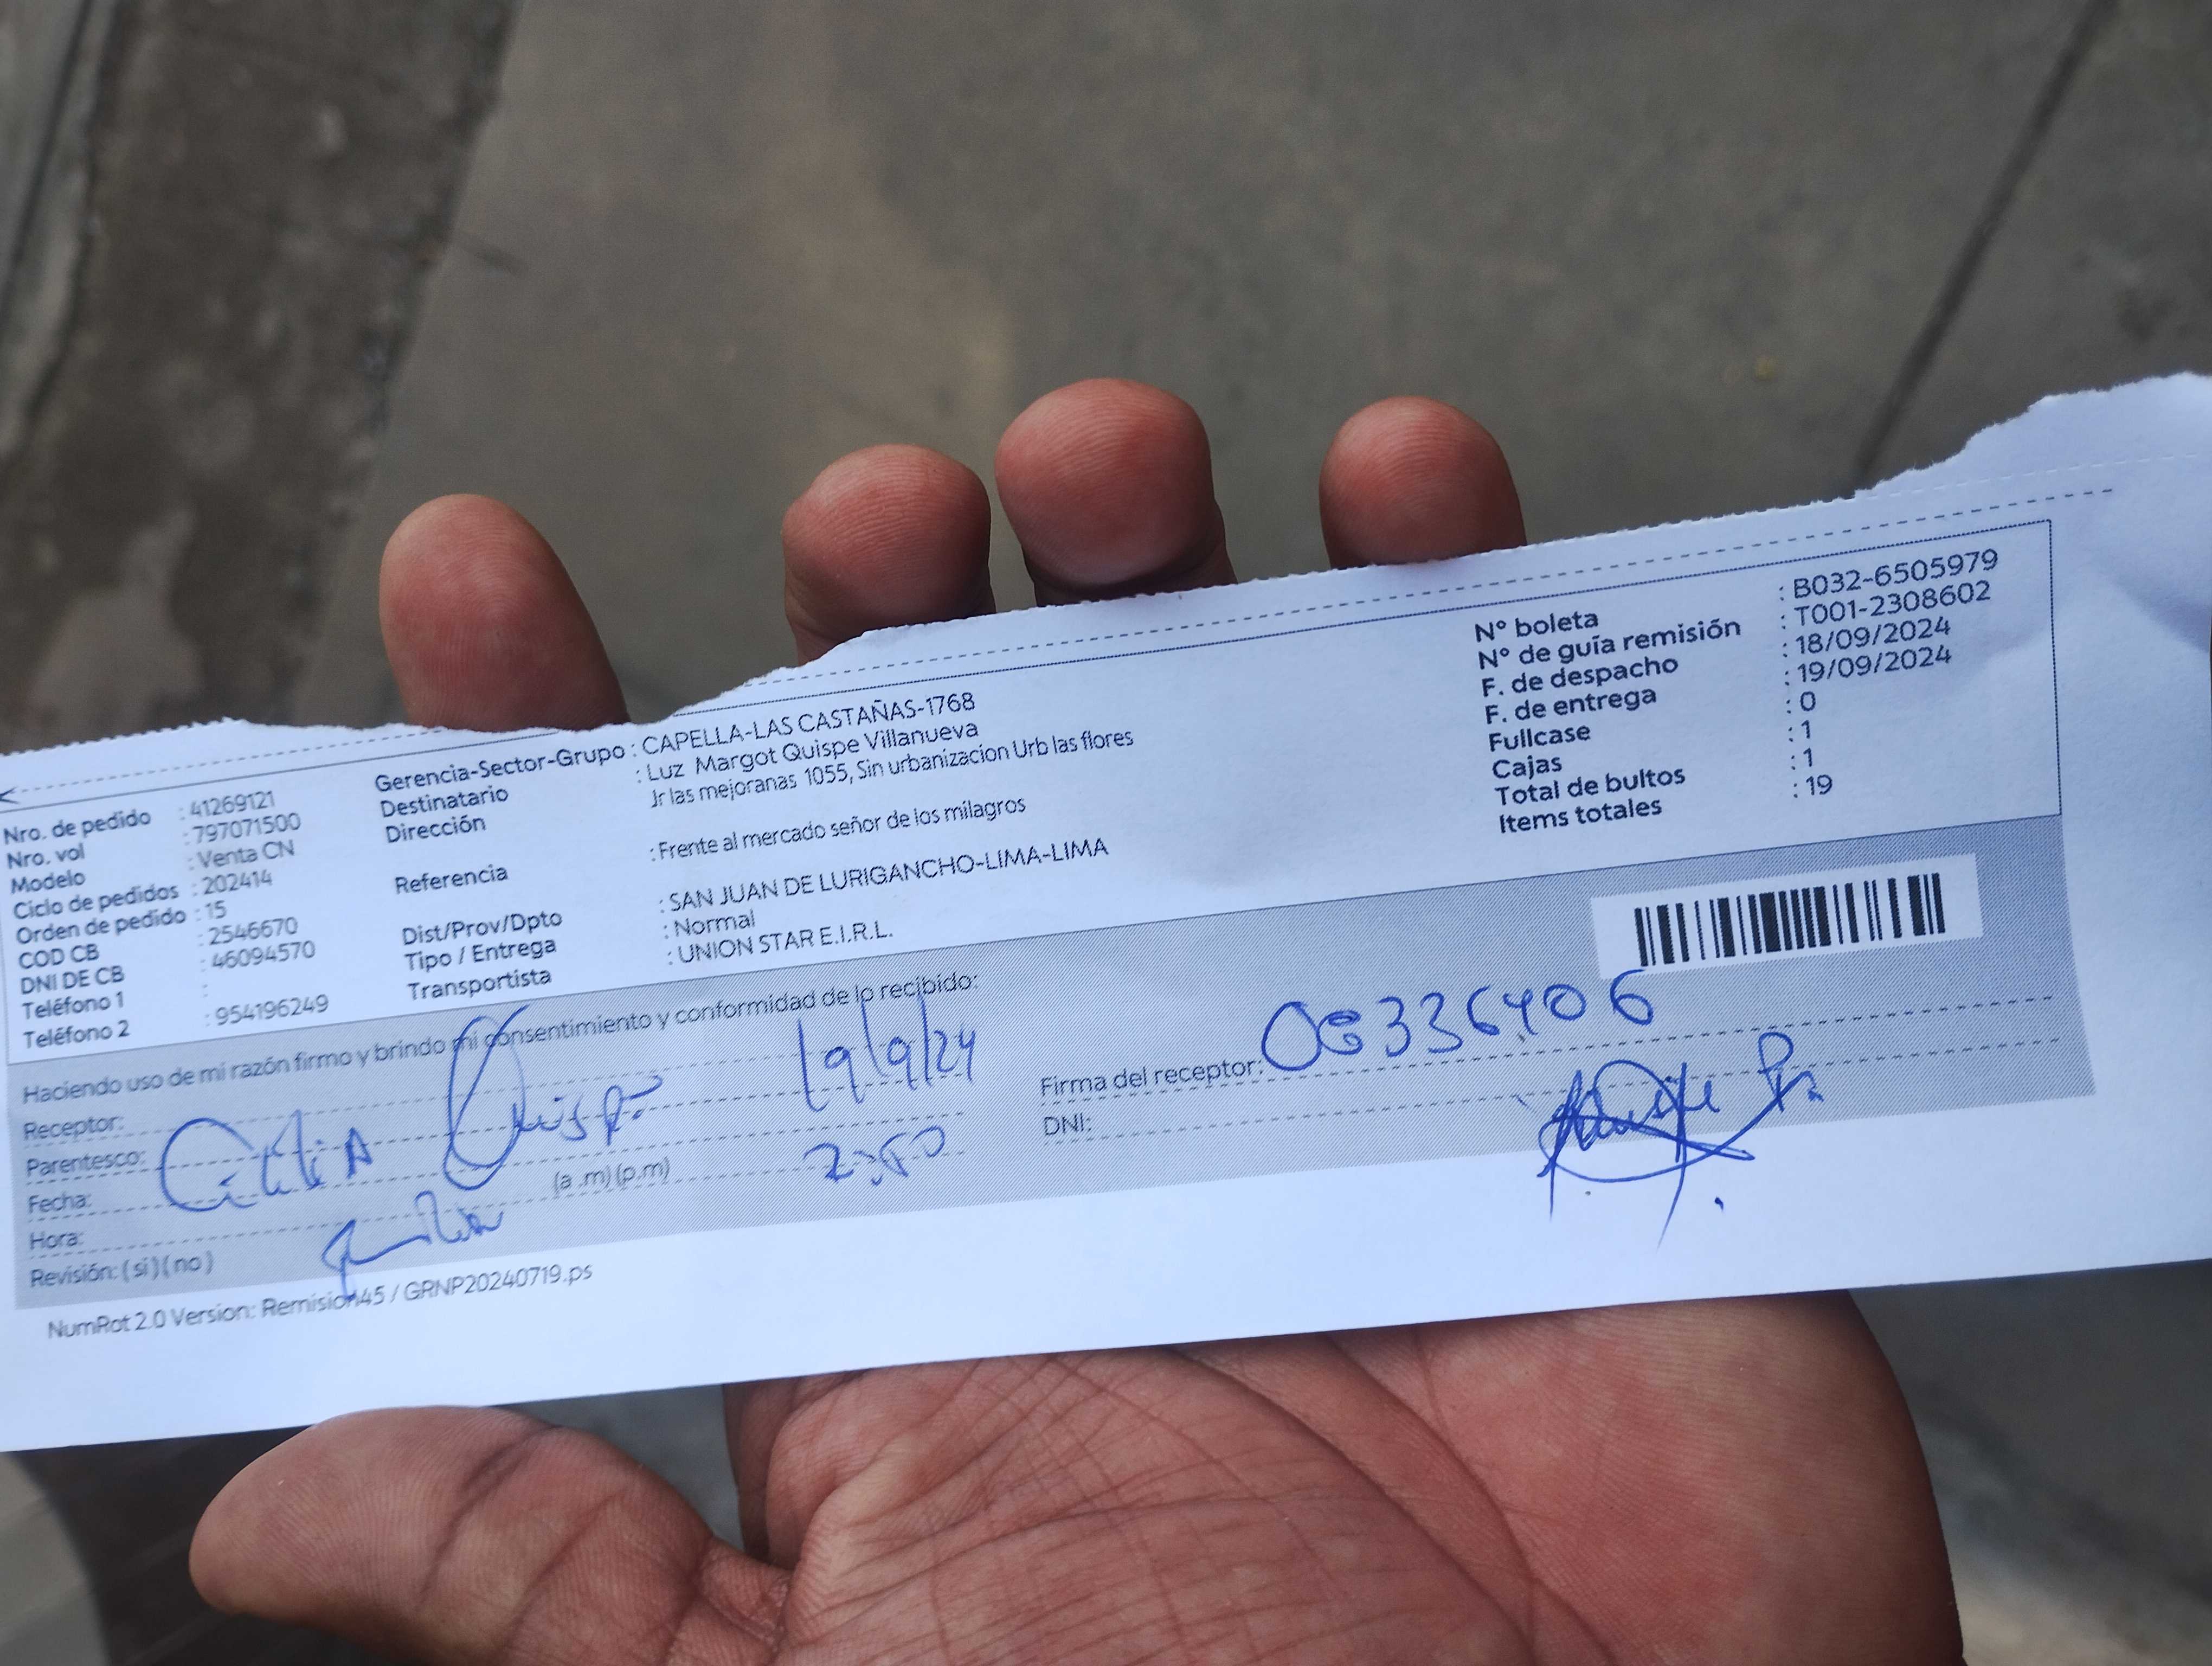 Nro. de pedido : 41269121
Nro. vol : 797071500
Modelo : Venta CN
Ciclo de pedidos : 202414
Orden de pedido : 15
COD CB : 2546670
DNI DE CB : 46094570
Teléfono 1 :
Teléfono 2 : 954196249
Gerencia-Sector-Grupo : CAPELLA-LAS CASTAÑAS-1768
Destinatario : Luz Margot Quispe Villanueva
Dirección Jr las mejoranas 1055, Sin urbanizacion Urb las flores
Referencia : Frente al mercado señor de los milagros
Dist/Prov/Dpto : SAN JUAN DE LURIGANCHO-LIMA-LIMA
Tipo / Entrega : Normal
Transportista : UNION STAR E.I.R.L.
N° boleta : B032-6505979
N° de guía remisión : T001-2308602
F. de despacho : 18/09/2024
F. de entrega : 19/09/2024
Fullcase : 0
Cajas : 1
Total de bultos : 1
Items totales : 19
Haciendo uso de mi razón firmo y brindo mi consentimiento y conformidad de lo recibido:
Receptor: Quispe
Parentesco:
Fecha: 19/9/24
Hora: (a .m) (p.m)
Revisión: ( si ) ( no )
Firma del receptor:
DNI:
NumRot 2.0 Version: Remision45 / GRNP20240719.ps